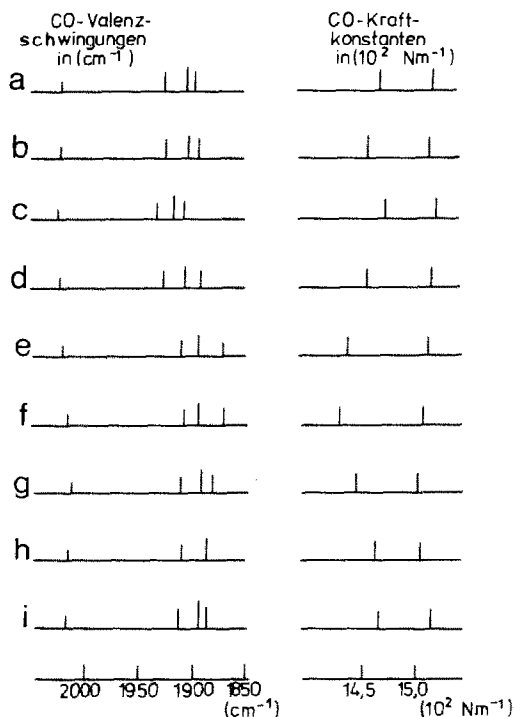 CO-Valenz-
schwingungen
in (cm⁻¹)
CO-Kraft-
konstanten
in (10² Nm⁻¹)
a
b
c
d
e
f
g
h
i
2000 1950 1900 1850
(cm⁻¹)
14,5 15,0
(10² Nm⁻¹)